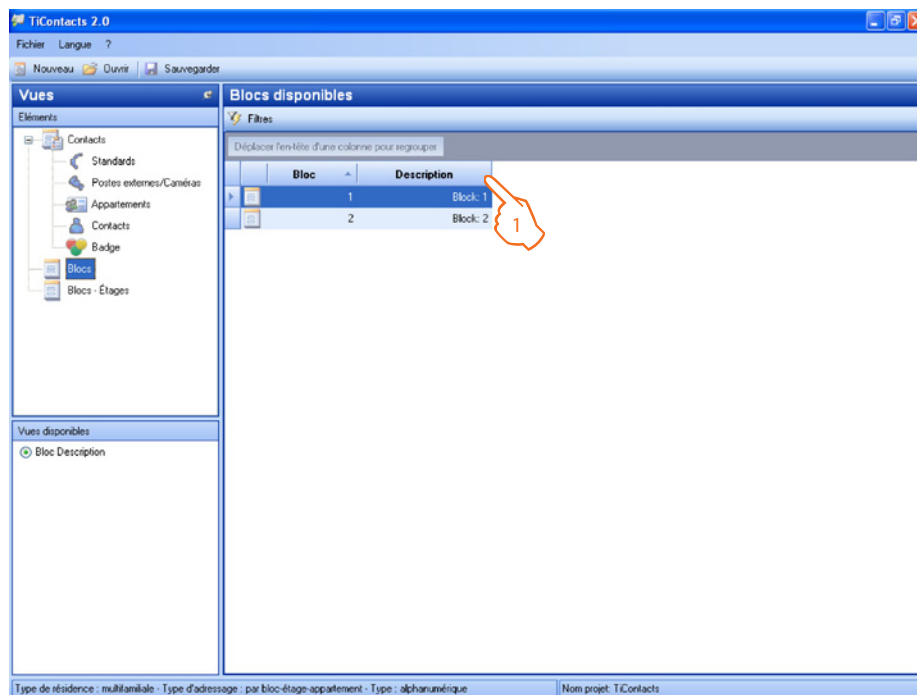 TiContacts 2.0
Fichier Langue ?
Nouveau Ouvrir Sauvegarder
Vues
Eléments
Contacts
Standards
Postes externes/Caméras
Appartements
Contacts
Badge
Blocs
Blocs - Étages
Vues disponibles
Bloc Description
Blocs disponibles
Filtres
Déplacer l'en-tête d'une colonne pour regrouper
Bloc Description
1 Block: 1
2 Block: 2
1
Type de résidence : multifamiliale - Type d'adressage : par bloc-étage-appartement - Type : alphanumérique Nom projet: TiContacts